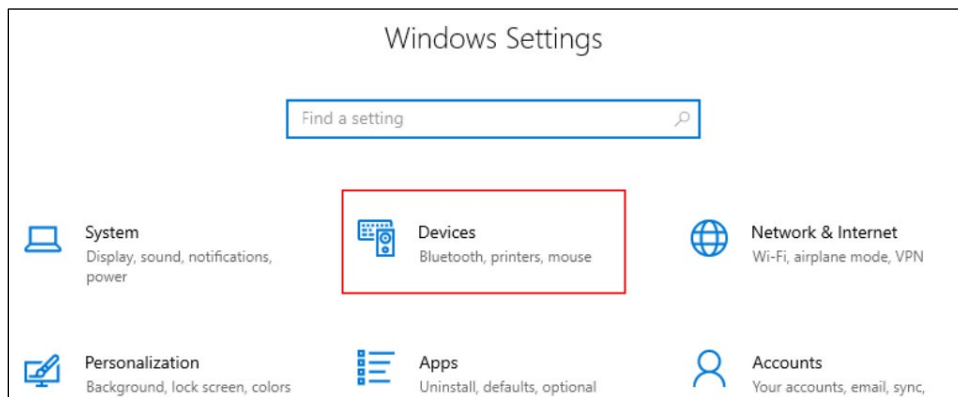 Windows Settings
Find a setting
System
Display, sound, notifications,
power
Devices
Bluetooth, printers, mouse
Network & Internet
Wi-Fi, airplane mode, VPN
Personalization
Background, lock screen, colors
Apps
Uninstall, defaults, optional
Accounts
Your accounts, email, sync,